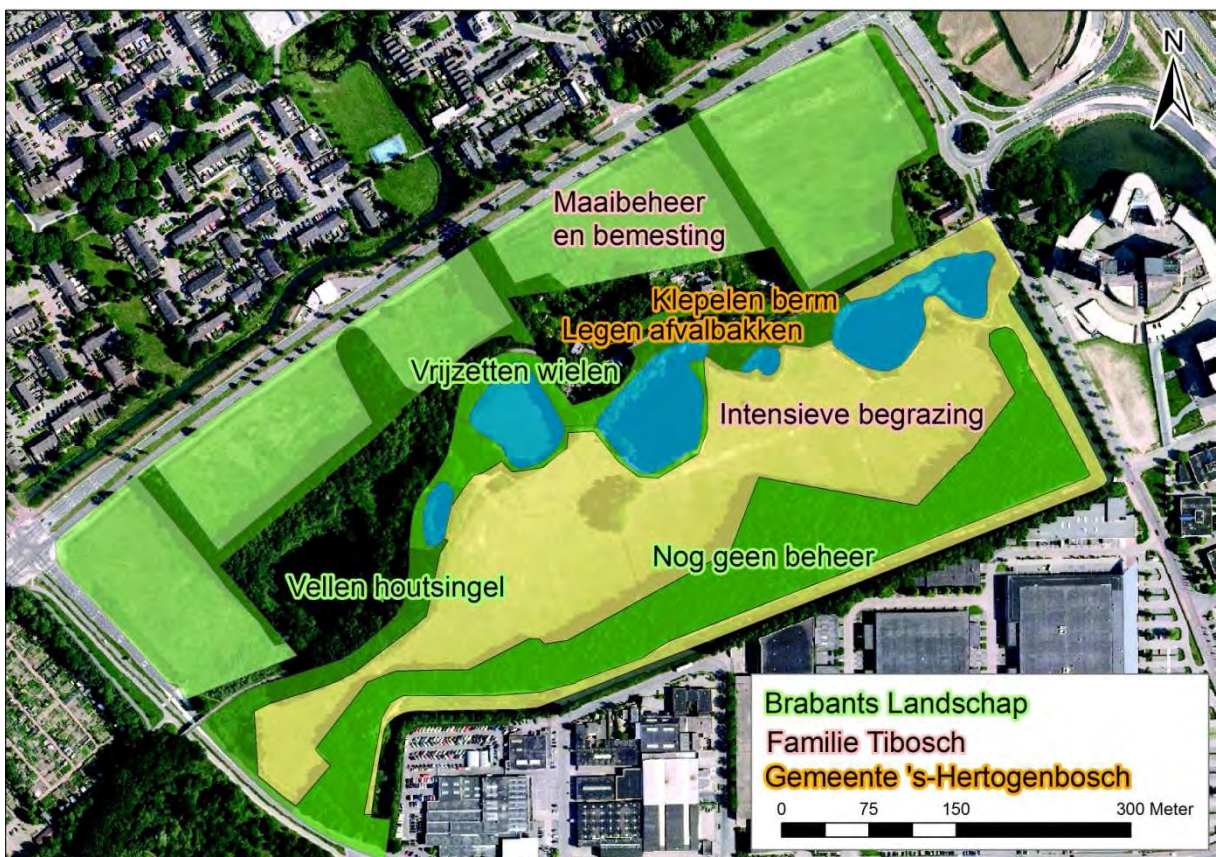 N
Maaibeheer
en bemesting
Klepelen berm
Legen afvalbakken
Vrijzetten wielen
Intensieve begrazing
Nog geen beheer
Vellen houtsingel
Brabants Landschap
Familie Tibosch
Gemeente 's-Hertogenbosch
0 75 150 300 Meter